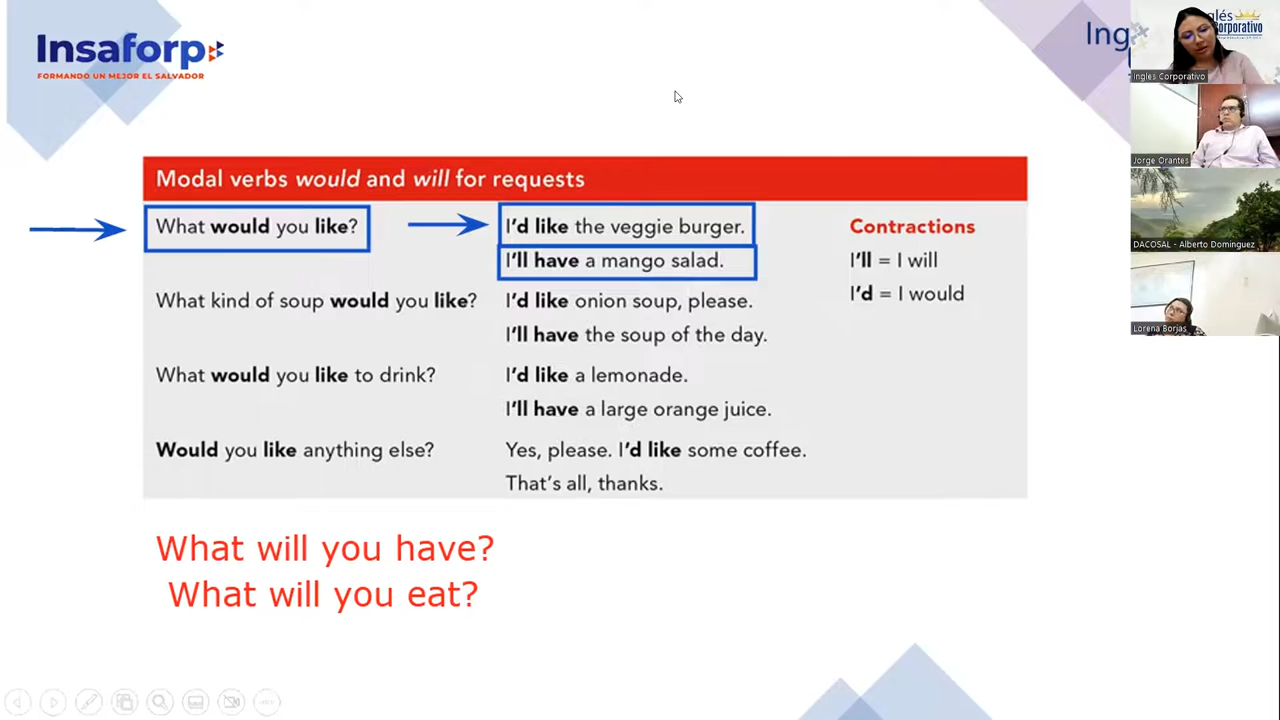 Insaforp
FORMANDO UN MEJOR EL SALVADOR
Ing
glés
orporativo
Ingles Corporativo
Jorge Orantes
DACOSAL - Alberto Dominguez
Lorena Borjas
Modal verbs would and will for requests
What would you like?
I'd like the veggie burger.
Contractions
I'll have a mango salad.
I'll = I will
What kind of soup would you like?
I'd like onion soup, please.
I'd = I would
I'll have the soup of the day.
What would you like to drink?
I'd like a lemonade.
I'll have a large orange juice.
Would you like anything else?
Yes, please. I'd like some coffee.
That's all, thanks.
What will you have?
What will you eat?